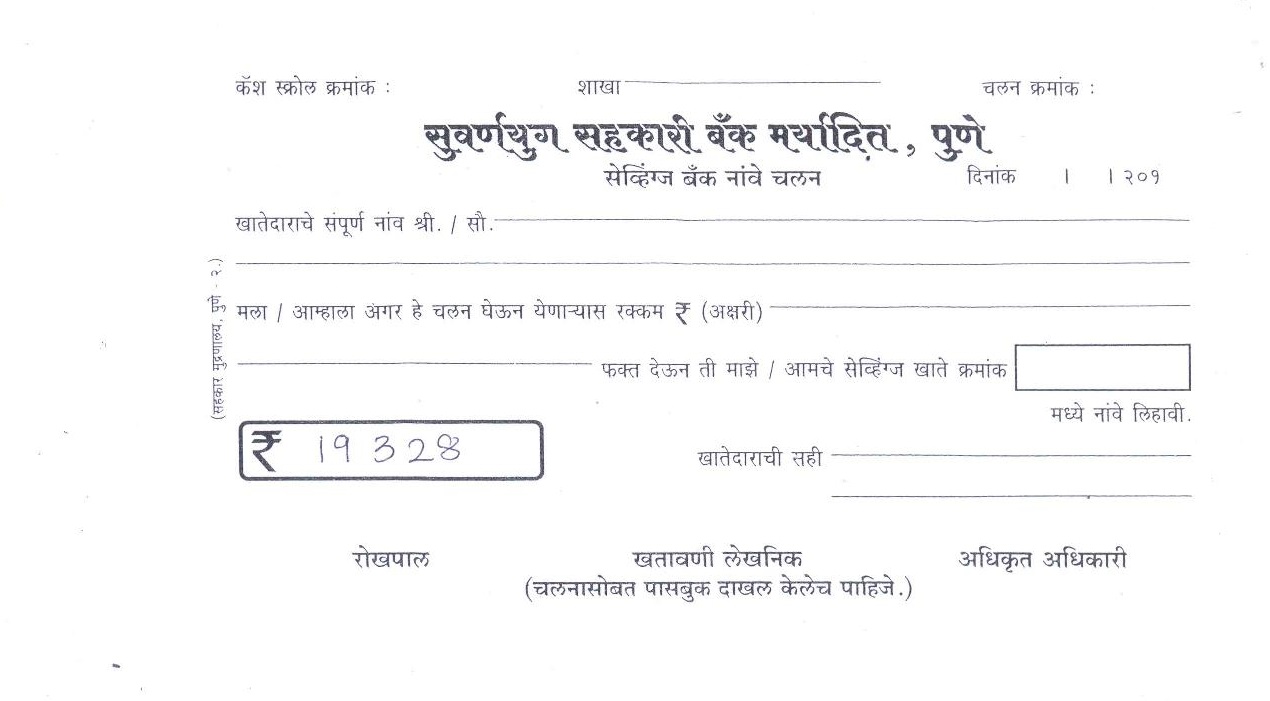 कॅश स्क्रोल क्रमांक : शाखा चलन क्रमांक :
सुवर्णयुग सहकारी बँक मर्यादित, पुणे
सेव्हिंग्ज बँक नांवे चलन दिनांक । । २०१
खातेदाराचे संपूर्ण नांव श्री. / सौ.
मला / आम्हाला अगर हे चलन घेऊन येणाऱ्यास रक्कम ₹ (अक्षरी)
फक्त देऊन ती माझे / आमचे सेव्हिंग्ज खाते क्रमांक
मध्ये नांवे लिहावी.
₹ 19328
खातेदाराची सही
रोखपाल खतावणी लेखनिक अधिकृत अधिकारी
(चलनासोबत पासबुक दाखल केलेच पाहिजे.)
(सहकार मुद्रणालय, पुणे - २.)